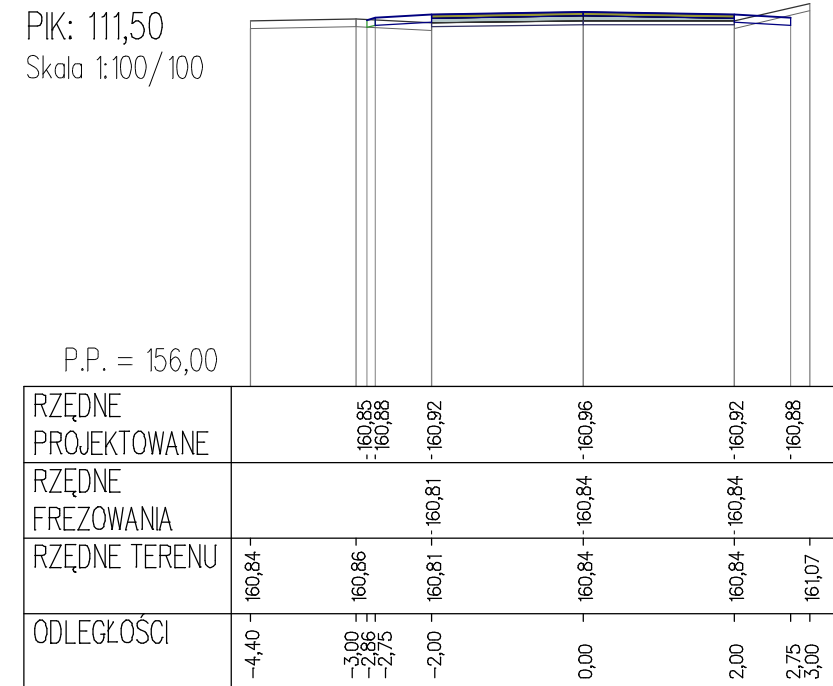 PIK: 111,50
Skala 1:100/100
P.P. = 156,00
RZĘDNE
PROJEKTOWANE
160,85
160,88
160,92
160,96
160,92
160,88
RZĘDNE
FREZOWANIA
160,81
160,84
160,84
RZĘDNE TERENU
160,84
160,86
160,81
160,84
160,84
161,07
ODLEGŁOŚCI
-4,40
-3,00
-2,86
-2,75
-2,00
0,00
2,00
2,75
3,00